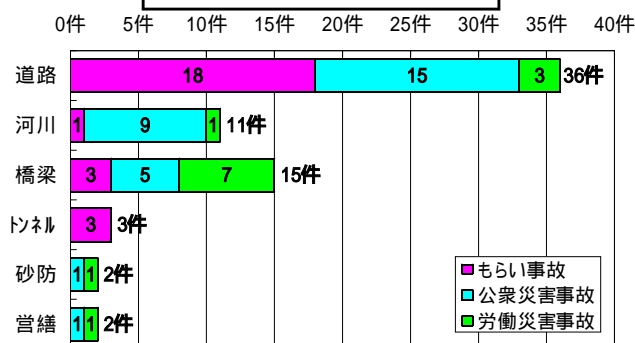 0件 5件 10件 15件 20件 25件 30件 35件 40件
道路 18 15 3 36件
河川 1 9 1 11件
橋梁 3 5 7 15件
トンネル 3 3件
砂防 1 1 2件
営繕 1 1 2件
もらい事故
公衆災害事故
労働災害事故